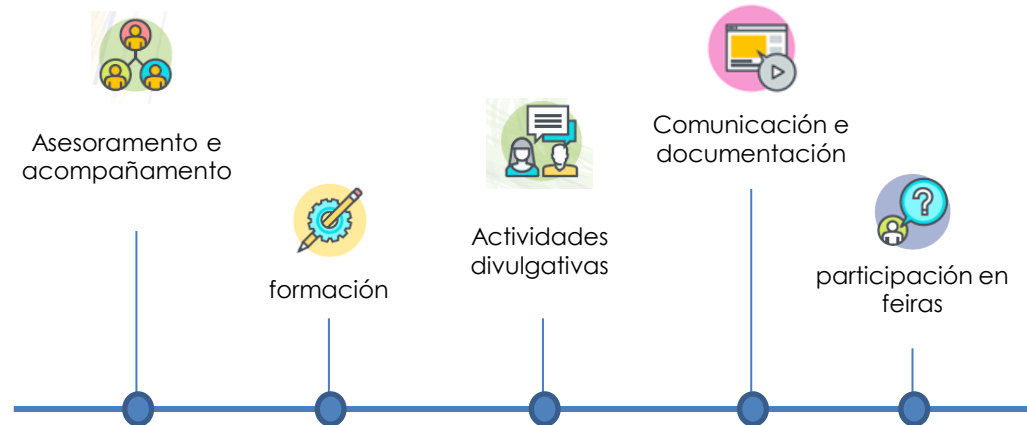 Asesoramento e
acompañamento
formación
Actividades
divulgativas
Comunicación e
documentación
participación en
feiras